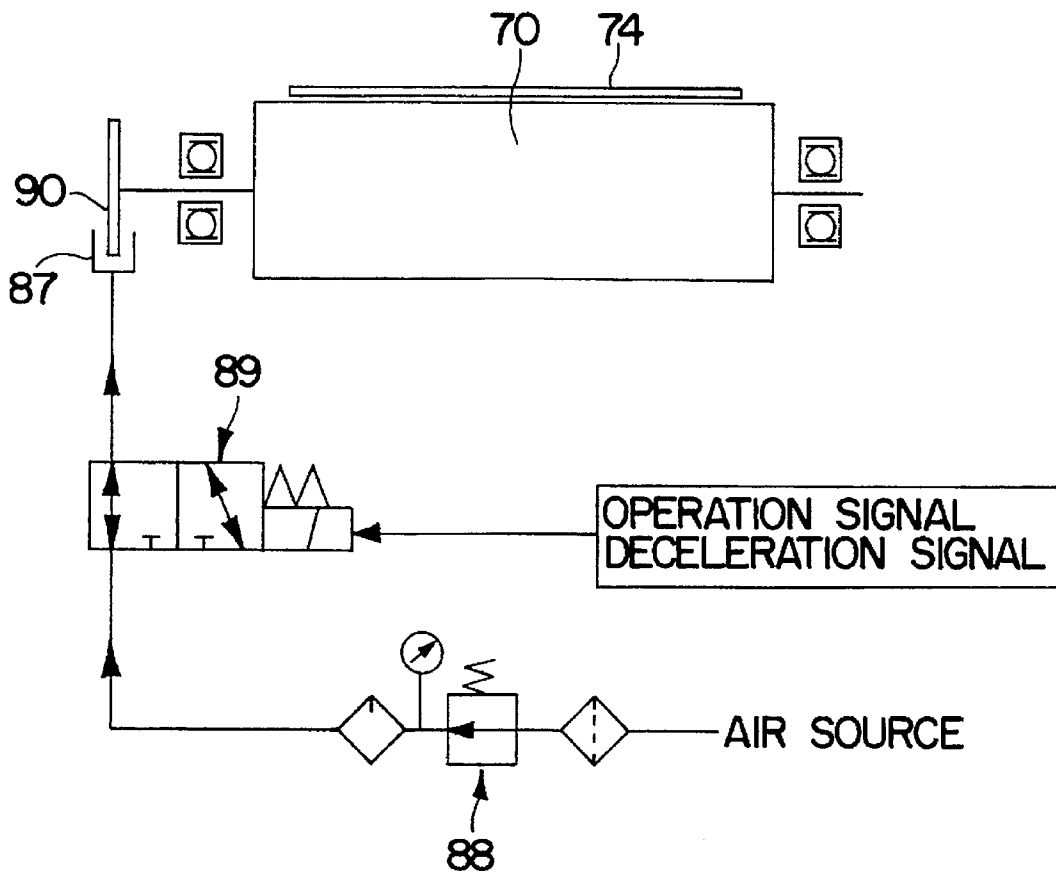 70
74
90
87
89
OPERATION SIGNAL
DECELERATION SIGNAL
AIR SOURCE
88